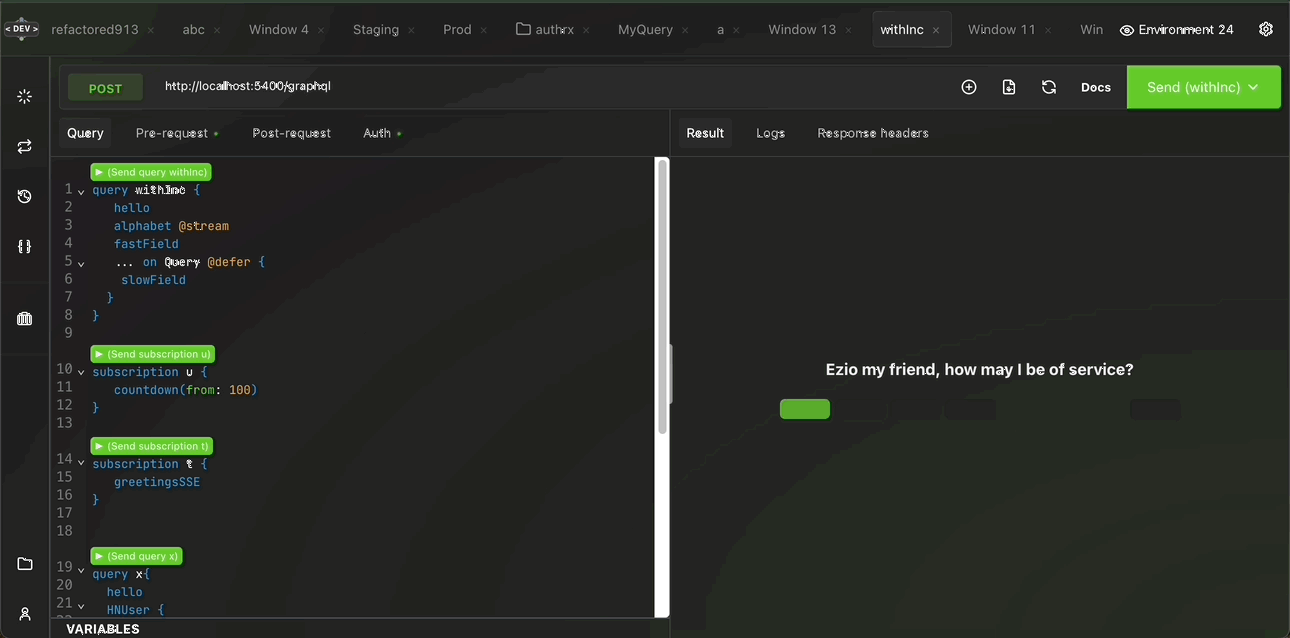 <DEV> refactored913 × abc × Window 4 × Staging × Prod × authrx × MyQuery × a × Window 13 × withInc × Window 11 × Win Environment 24
POST http://localhost:5400/graphql Docs Send (withInc)
Query Pre-request Post-request Auth Result Logs Response headers
(Send query withInc)
1 query withInc {
2 hello
3 alphabet @stream
4 fastField
5 ... on Query @defer {
6 slowField
7 }
8 }
9
(Send subscription u)
10 subscription u {
11 countdown(from: 100)
12 }
13
(Send subscription t)
14 subscription t {
15 greetingsSSE
16 }
17
18
(Send query x)
19 query x{
20 hello
21 HNUser {
VARIABLES
Ezio my friend, how may I be of service?